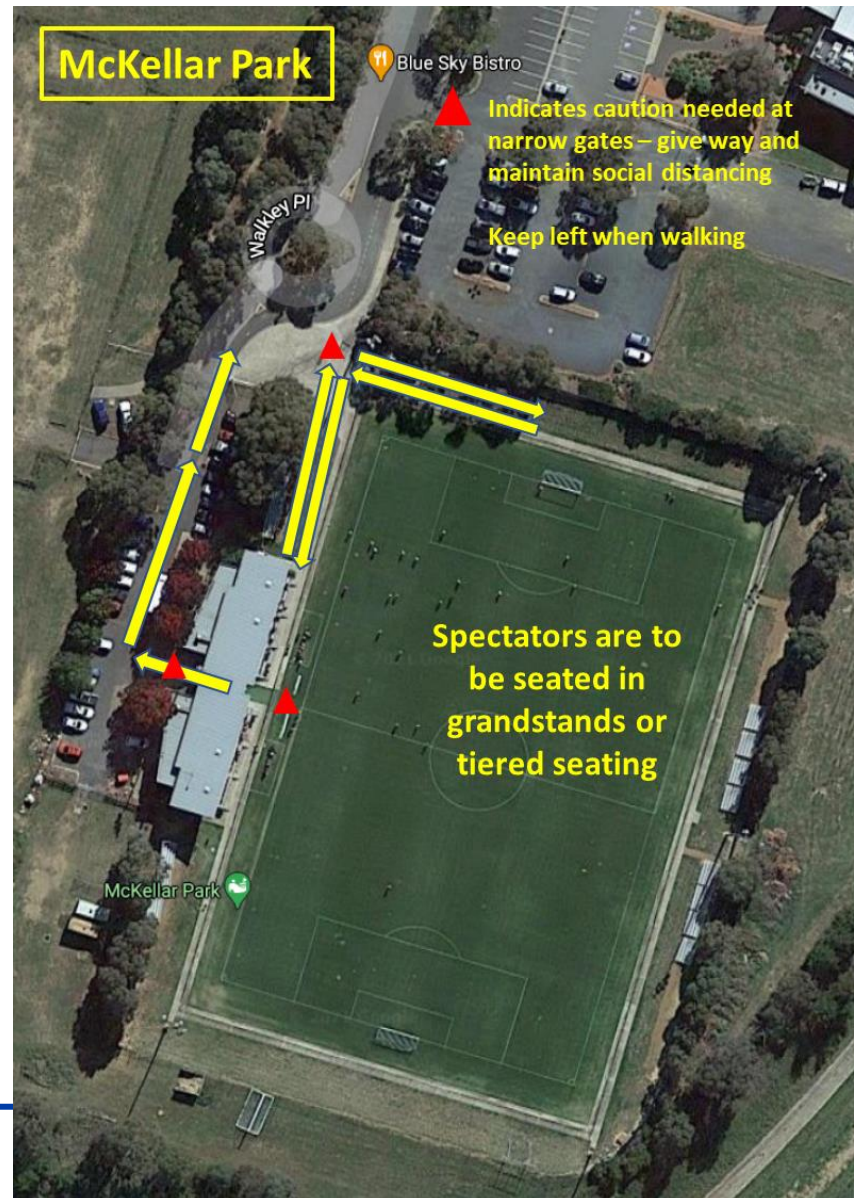 McKellar Park
Blue Sky Bistro
Indicates caution needed at
narrow gates – give way and
maintain social distancing
Keep left when walking
Walkley Pl
Spectators are to
be seated in
grandstands or
tiered seating
McKellar Park